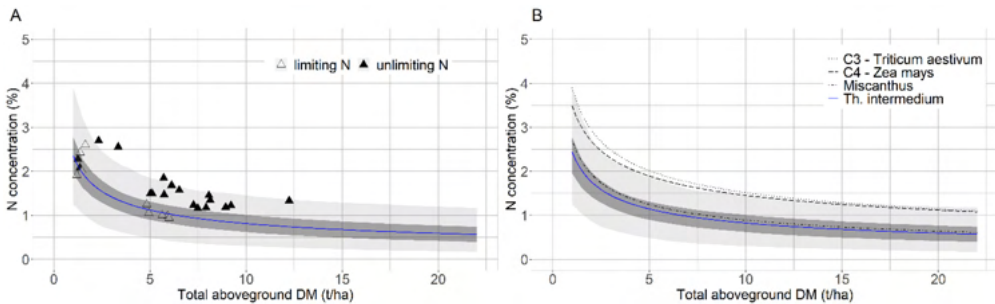 A
N concentration (%)
5
4
3
2
1
0
△ limiting N ▲ unlimiting N
0 5 10 15 20
Total aboveground DM (t/ha)
B
N concentration (%)
5
4
3
2
1
0
C3 - Triticum aestivum
C4 - Zea mays
Miscanthus
Th. intermedium
0 5 10 15 20
Total aboveground DM (t/ha)